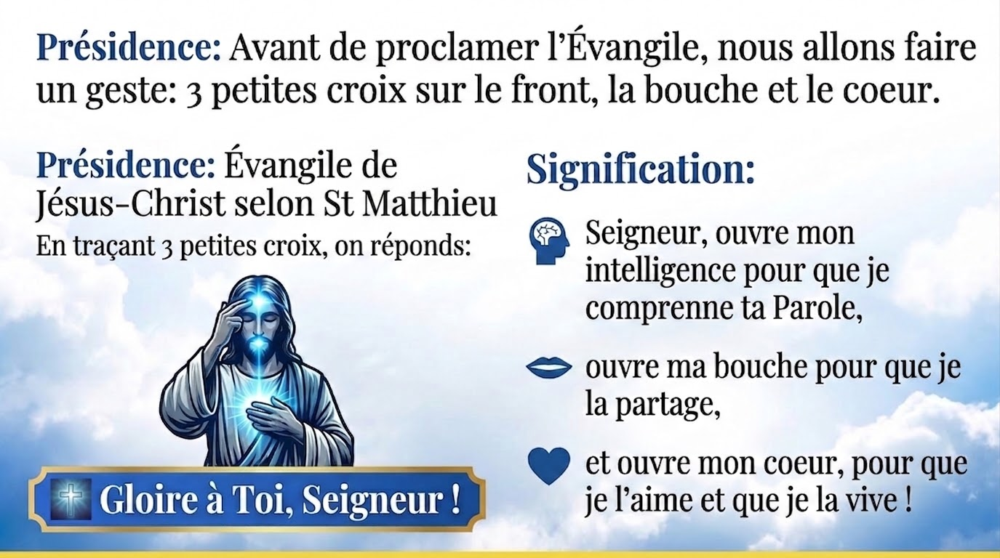 Présidence: Avant de proclamer l'Évangile, nous allons faire
un geste: 3 petites croix sur le front, la bouche et le coeur.
Présidence: Évangile de
Jésus-Christ selon St Matthieu
En traçant 3 petites croix, on réponds:
Gloire à Toi, Seigneur !
Signification:
Seigneur, ouvre mon
intelligence pour que je
comprenne ta Parole,
ouvre ma bouche pour que je
la partage,
et ouvre mon coeur, pour que
je l'aime et que je la vive !